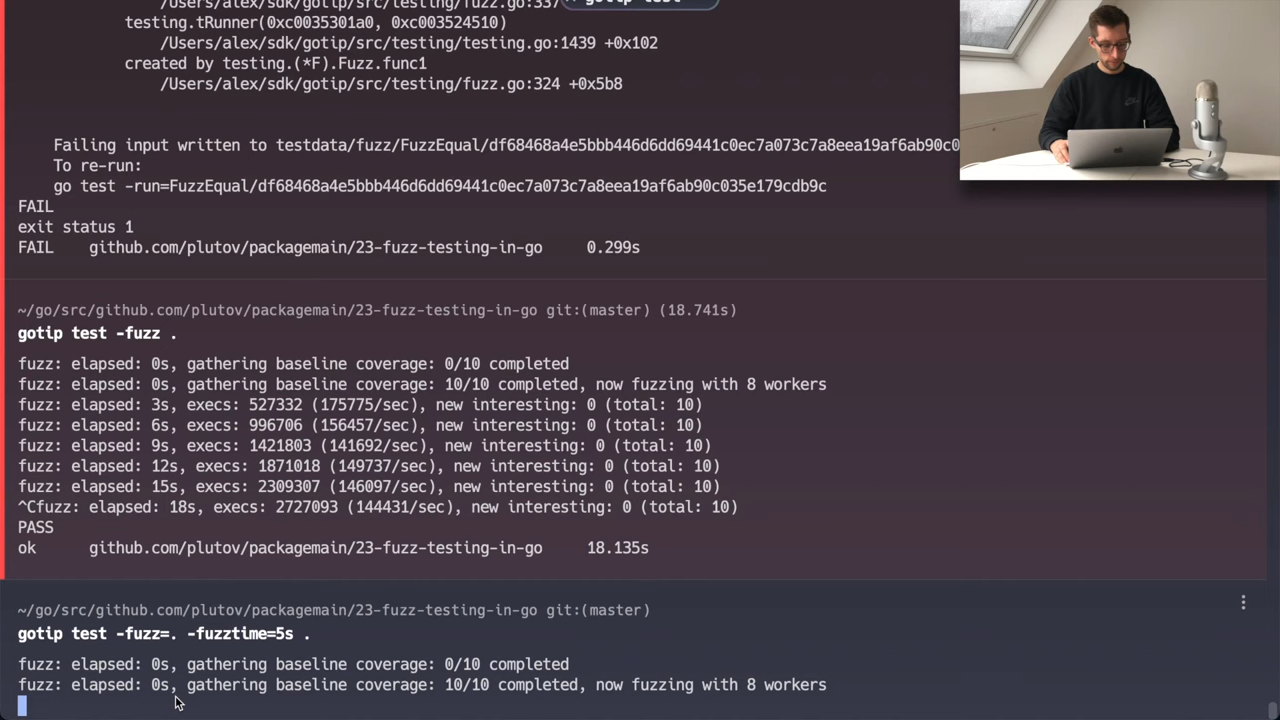 /Users/alex/sdk/gotip/src/testing/fuzz.go:337
gotip test
testing.tRunner(0xc0035301a0, 0xc003524510)
/Users/alex/sdk/gotip/src/testing/testing.go:1439 +0x102
created by testing.(*F).Fuzz.func1
/Users/alex/sdk/gotip/src/testing/fuzz.go:324 +0x5b8
Failing input written to testdata/fuzz/FuzzEqual/df68468a4e5bbb446d6dd69441c0ec7a073c7a8eea19af6ab90c0
To re-run:
go test -run=FuzzEqual/df68468a4e5bbb446d6dd69441c0ec7a073c7a8eea19af6ab90c035e179cdb9c
FAIL
exit status 1
FAIL    github.com/plutov/packagemain/23-fuzz-testing-in-go     0.299s
~/go/src/github.com/plutov/packagemain/23-fuzz-testing-in-go git:(master) (18.741s)
gotip test -fuzz .
fuzz: elapsed: 0s, gathering baseline coverage: 0/10 completed
fuzz: elapsed: 0s, gathering baseline coverage: 10/10 completed, now fuzzing with 8 workers
fuzz: elapsed: 3s, execs: 527332 (175775/sec), new interesting: 0 (total: 10)
fuzz: elapsed: 6s, execs: 996706 (156457/sec), new interesting: 0 (total: 10)
fuzz: elapsed: 9s, execs: 1421803 (141692/sec), new interesting: 0 (total: 10)
fuzz: elapsed: 12s, execs: 1871018 (149737/sec), new interesting: 0 (total: 10)
fuzz: elapsed: 15s, execs: 2309307 (146097/sec), new interesting: 0 (total: 10)
^Cfuzz: elapsed: 18s, execs: 2727093 (144431/sec), new interesting: 0 (total: 10)
PASS
ok      github.com/plutov/packagemain/23-fuzz-testing-in-go     18.135s
~/go/src/github.com/plutov/packagemain/23-fuzz-testing-in-go git:(master)
gotip test -fuzz=. -fuzztime=5s .
fuzz: elapsed: 0s, gathering baseline coverage: 0/10 completed
fuzz: elapsed: 0s, gathering baseline coverage: 10/10 completed, now fuzzing with 8 workers